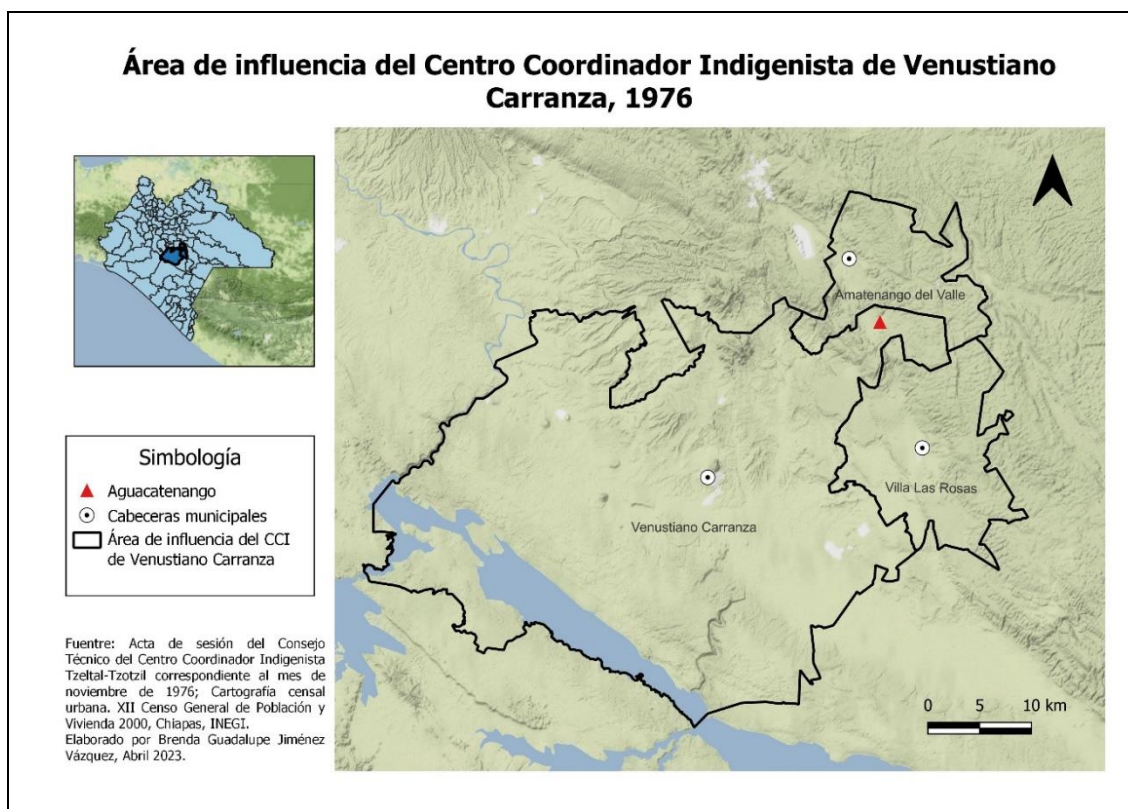 Área de influencia del Centro Coordinador Indigenista de Venustiano
Carranza, 1976
Amatenango del Valle
Villa Las Rosas
Venustiano Carranza
Simbología
Aguacatenango
Cabeceras municipales
Área de influencia del CCI
de Venustiano Carranza
Fuentre: Acta de sesión del Consejo
Técnico del Centro Coordinador Indigenista
Tzeltal-Tzotzil correspondiente al mes de
noviembre de 1976; Cartografía censal
urbana. XII Censo General de Población y
Vivienda 2000, Chiapas, INEGI.
Elaborado por Brenda Guadalupe Jiménez
Vázquez, Abril 2023.
0 5 10 km